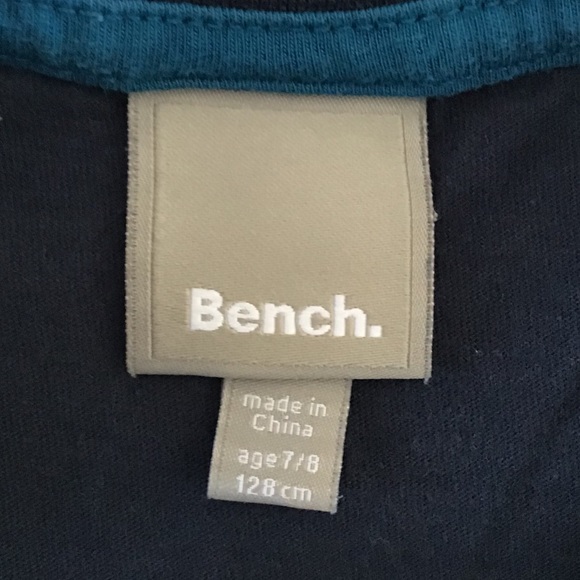 Bench.
made in
China
age 7/8
128 cm